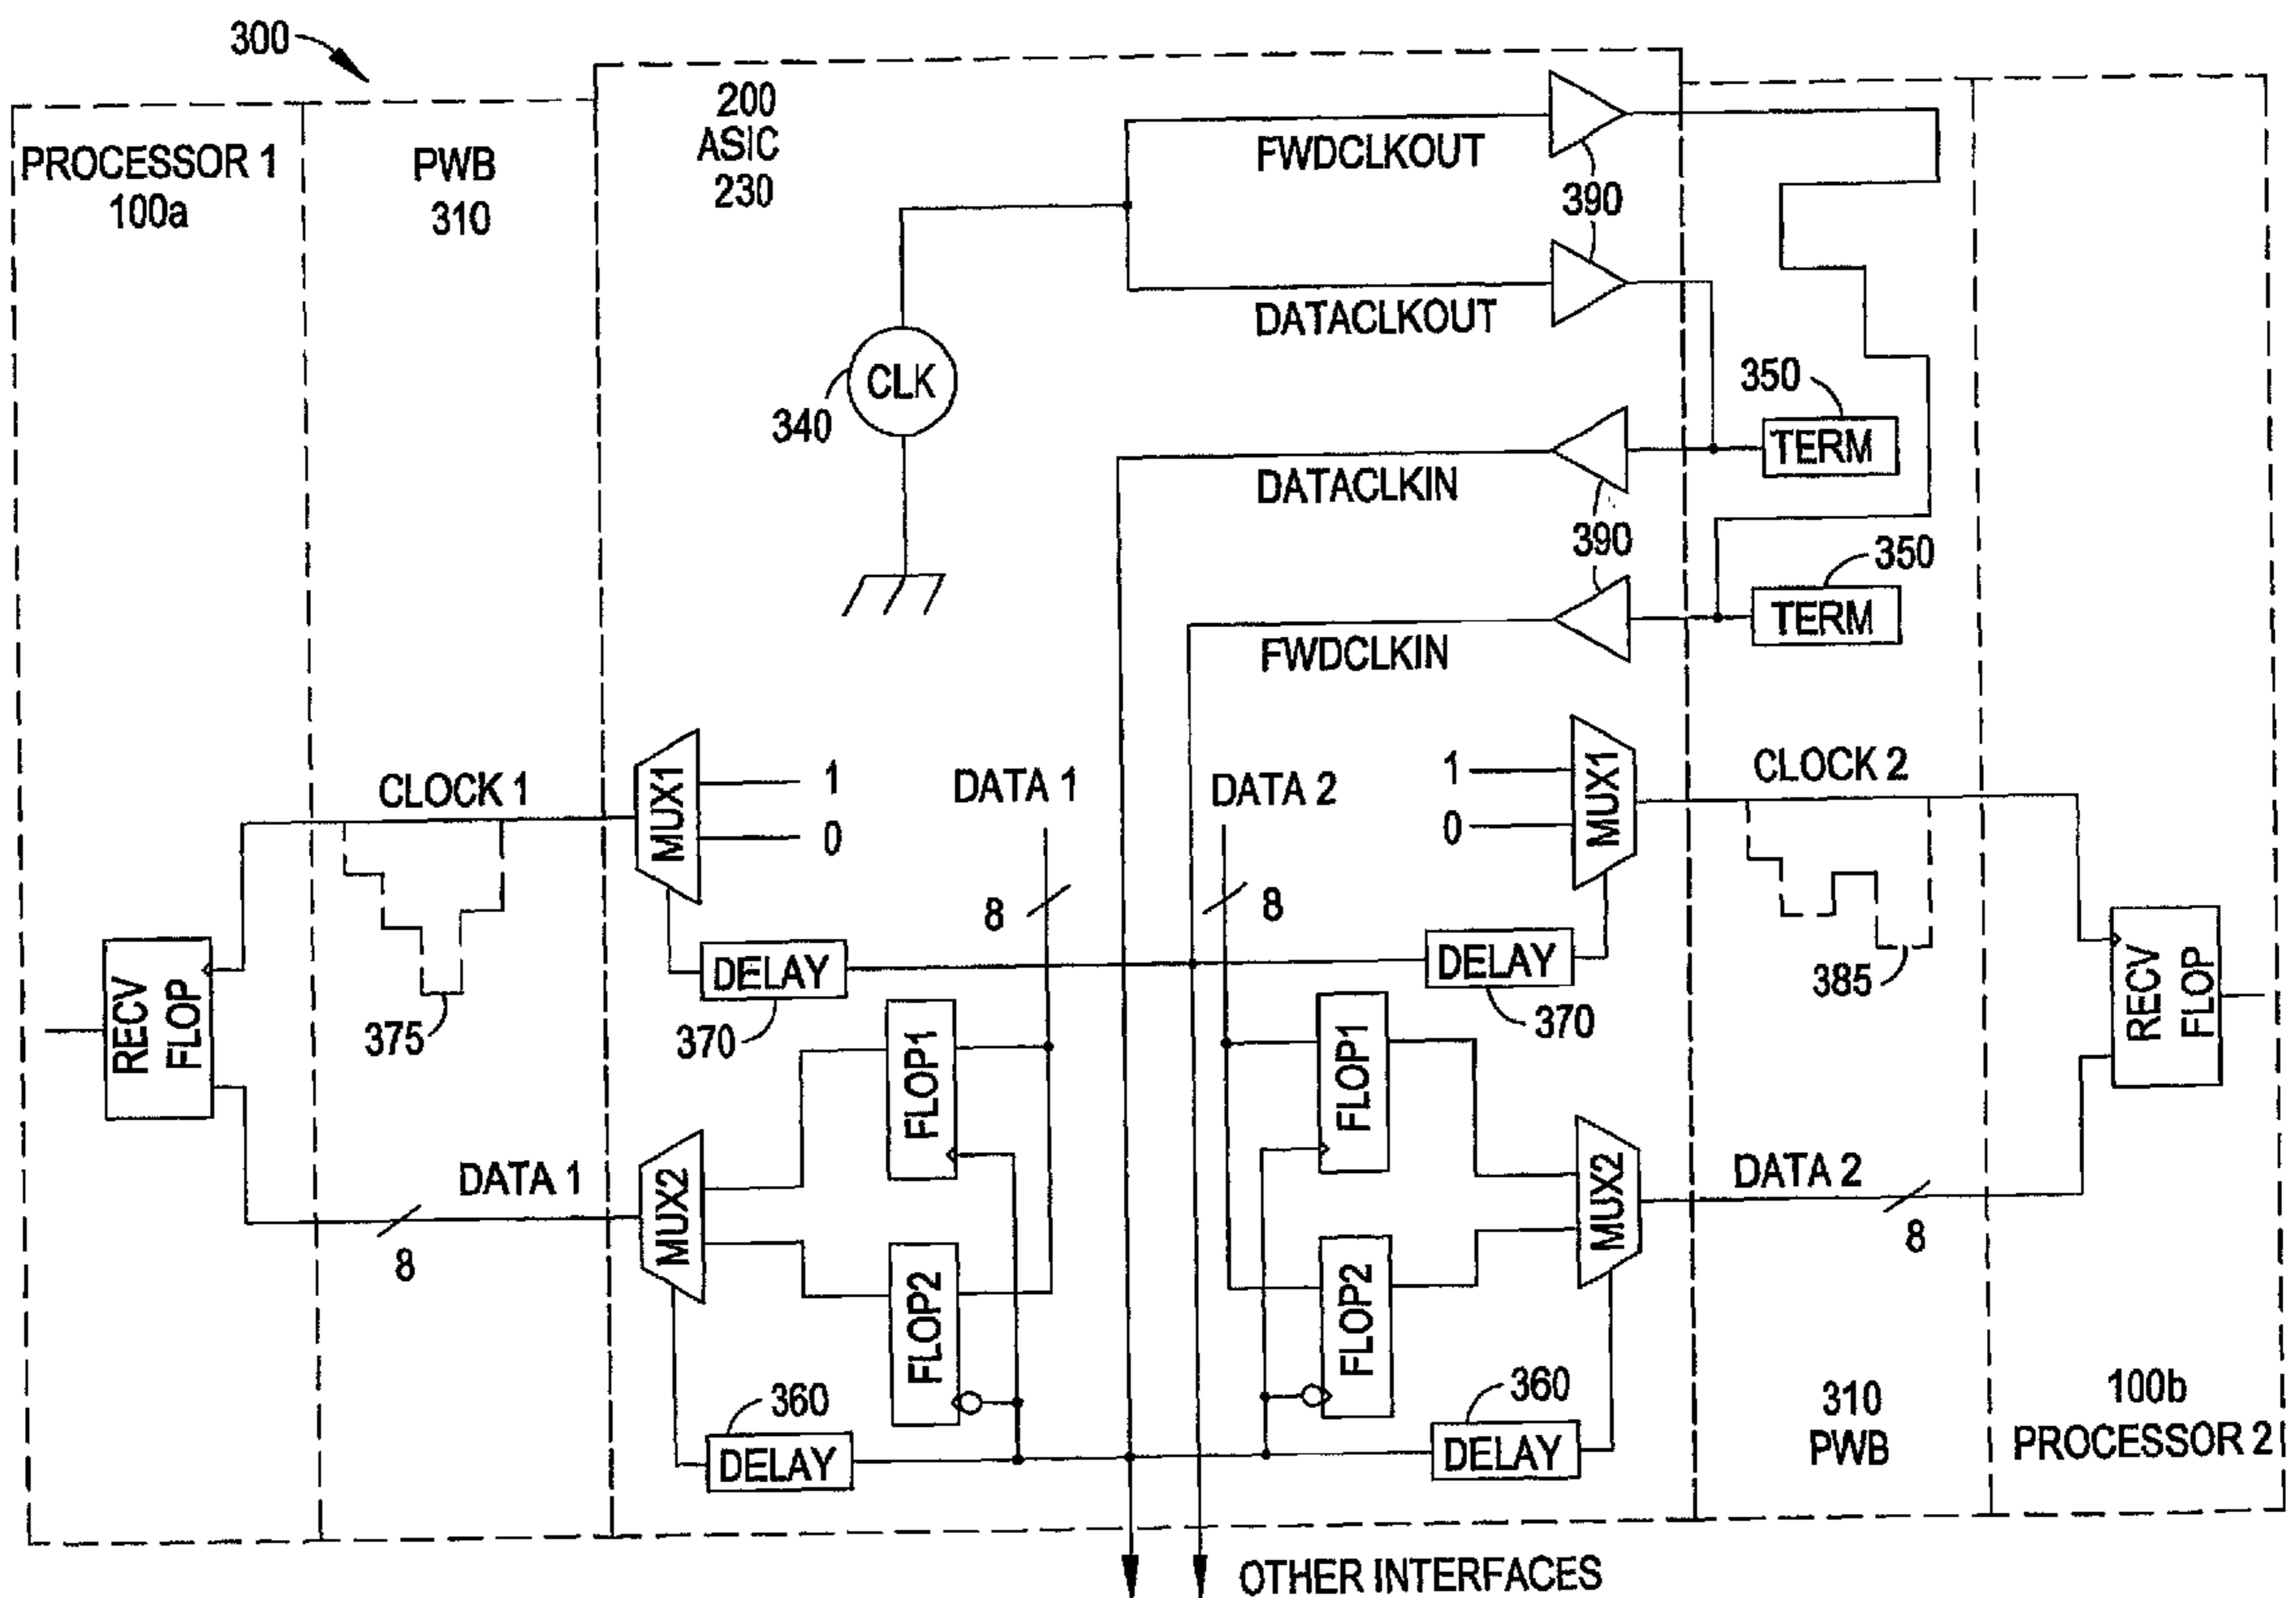 300
PROCESSOR 1
100a
PWB
310
200
ASIC
230
FWDCLKOUT
390
DATACLKOUT
CLK
340
350
TERM
DATACLKIN
390
350
TERM
FWDCLKIN
CLOCK 1
MUX1
1
0
DATA 1
8
DATA 2
8
1
0
MUX1
CLOCK 2
RECV
FLOP
375
DELAY
370
DELAY
370
385
RECV
FLOP
FLOP1
FLOP1
DATA 1
8
MUX2
FLOP2
FLOP2
MUX2
DATA 2
8
360
DELAY
360
DELAY
310
PWB
100b
PROCESSOR 2
OTHER INTERFACES